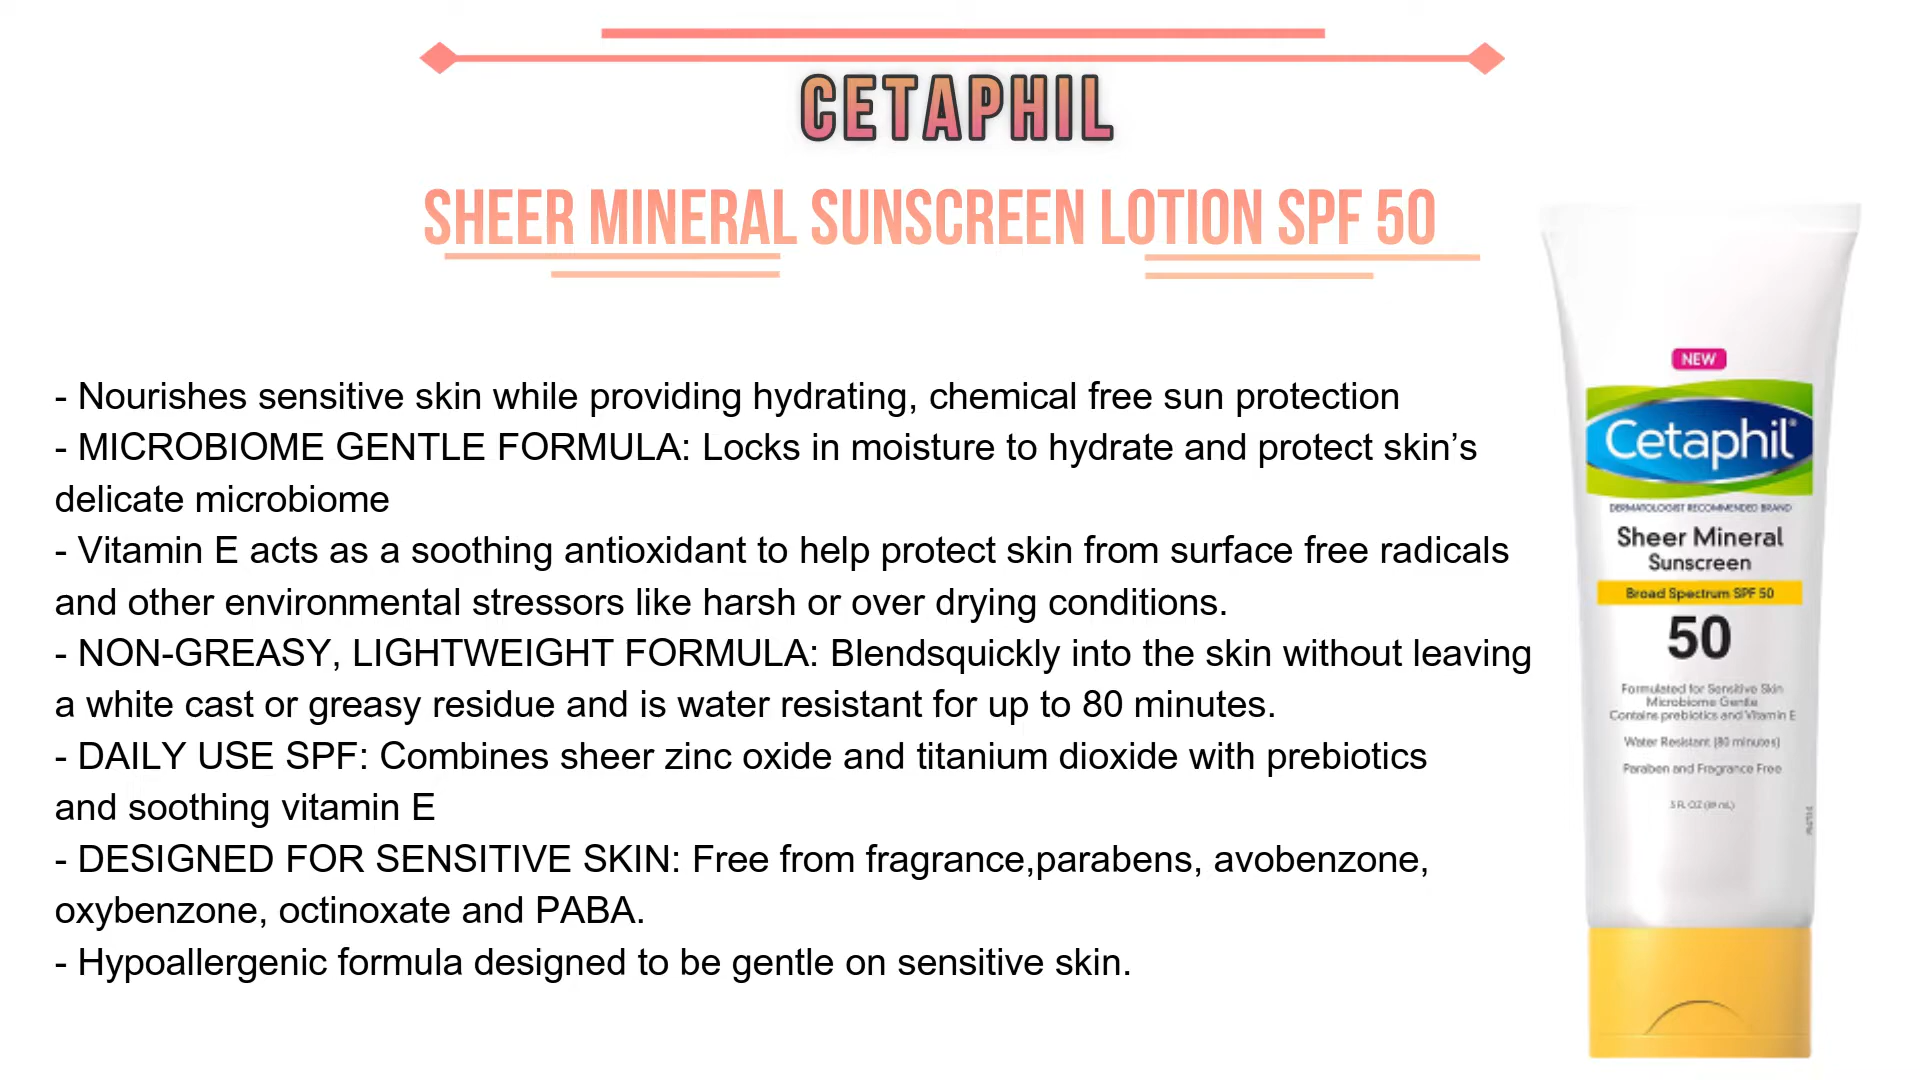 CETAPHIL
SHEER MINERAL SUNSCREEN LOTION SPF 50
- Nourishes sensitive skin while providing hydrating, chemical free sun protection
- MICROBIOME GENTLE FORMULA: Locks in moisture to hydrate and protect skin’s
delicate microbiome
- Vitamin E acts as a soothing antioxidant to help protect skin from surface free radicals
and other environmental stressors like harsh or over drying conditions.
- NON-GREASY, LIGHTWEIGHT FORMULA: Blendsquickly into the skin without leaving
a white cast or greasy residue and is water resistant for up to 80 minutes.
- DAILY USE SPF: Combines sheer zinc oxide and titanium dioxide with prebiotics
and soothing vitamin E
- DESIGNED FOR SENSITIVE SKIN: Free from fragrance,parabens, avobenzone,
oxybenzone, octinoxate and PABA.
- Hypoallergenic formula designed to be gentle on sensitive skin.
NEW
Cetaphil®
DERMATOLOGIST RECOMMENDED BRAND
Sheer Mineral
Sunscreen
Broad Spectrum SPF 50
50
Formulated for Sensitive Skin
Microbiome Gentle
Contains prebiotics and Vitamin E
Water Resistant (80 minutes)
Paraben and Fragrance Free
3 FL OZ